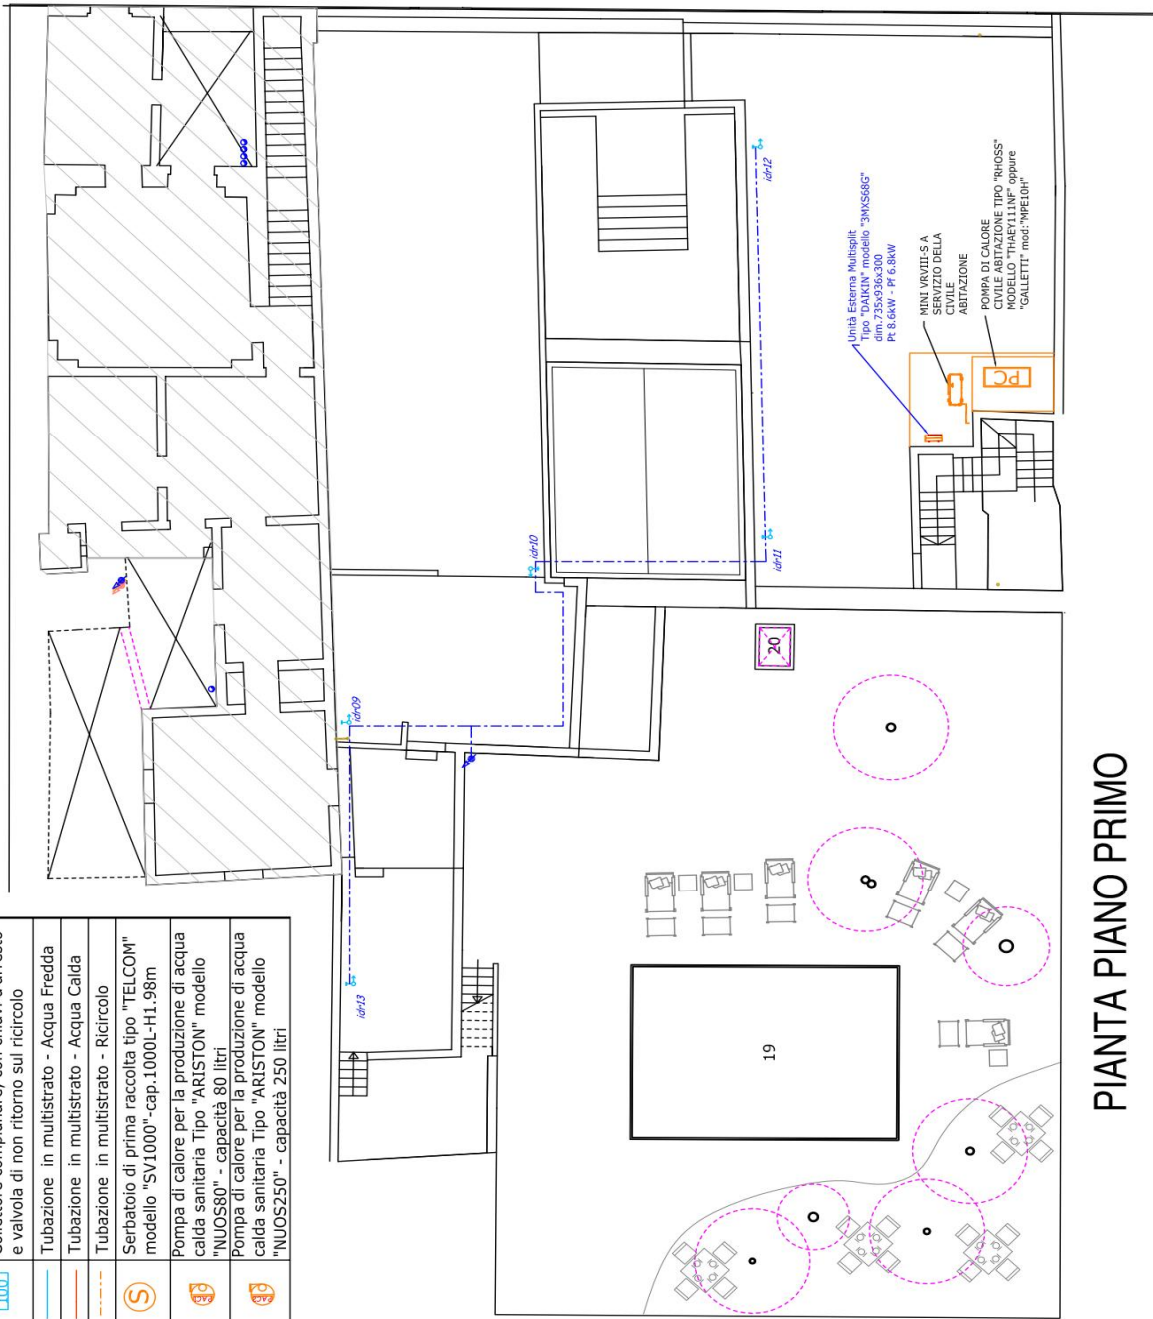 e valvola di non ritorno sul ricircolo
Tubazione in multistrato - Acqua Fredda
Tubazione in multistrato - Acqua Calda
Tubazione in multistrato - Ricircolo
S
Serbatoio di prima raccolta tipo "TELCOM"
modello "SV1000"-cap.1000L-H1.98m
Pompa di calore per la produzione di acqua
calda sanitaria Tipo "ARISTON" modello
"NUOS80" - capacità 80 litri
Pompa di calore per la produzione di acqua
calda sanitaria Tipo "ARISTON" modello
"NUOS250" - capacità 250 litri
idr13
idr09
idr10
idr11
idr12
Unità Esterna Multisplit
Tipo "DAIKIN" modello "3MXS68G"
dim.735x936x300
Pt 8.6kW - Pf 6.8kW
MINI VRVIII-S A
SERVIZIO DELLA
CIVILE
ABITAZIONE
POMPA DI CALORE
CIVILE ABITAZIONE TIPO "RHOSS"
MODELLO "THAEY111NF" oppure
"GALLETTI" mod:"MPE10H"
PC
20
19
PIANTA PIANO PRIMO